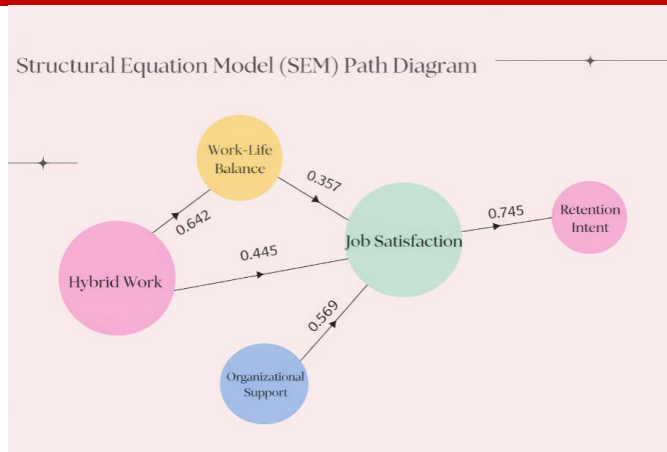 Structural Equation Model (SEM) Path Diagram
Work-Life
Balance
0.357
0.642
Hybrid Work
0.445
Job Satisfaction
0.745
Retention
Intent
0.569
Organizational
Support